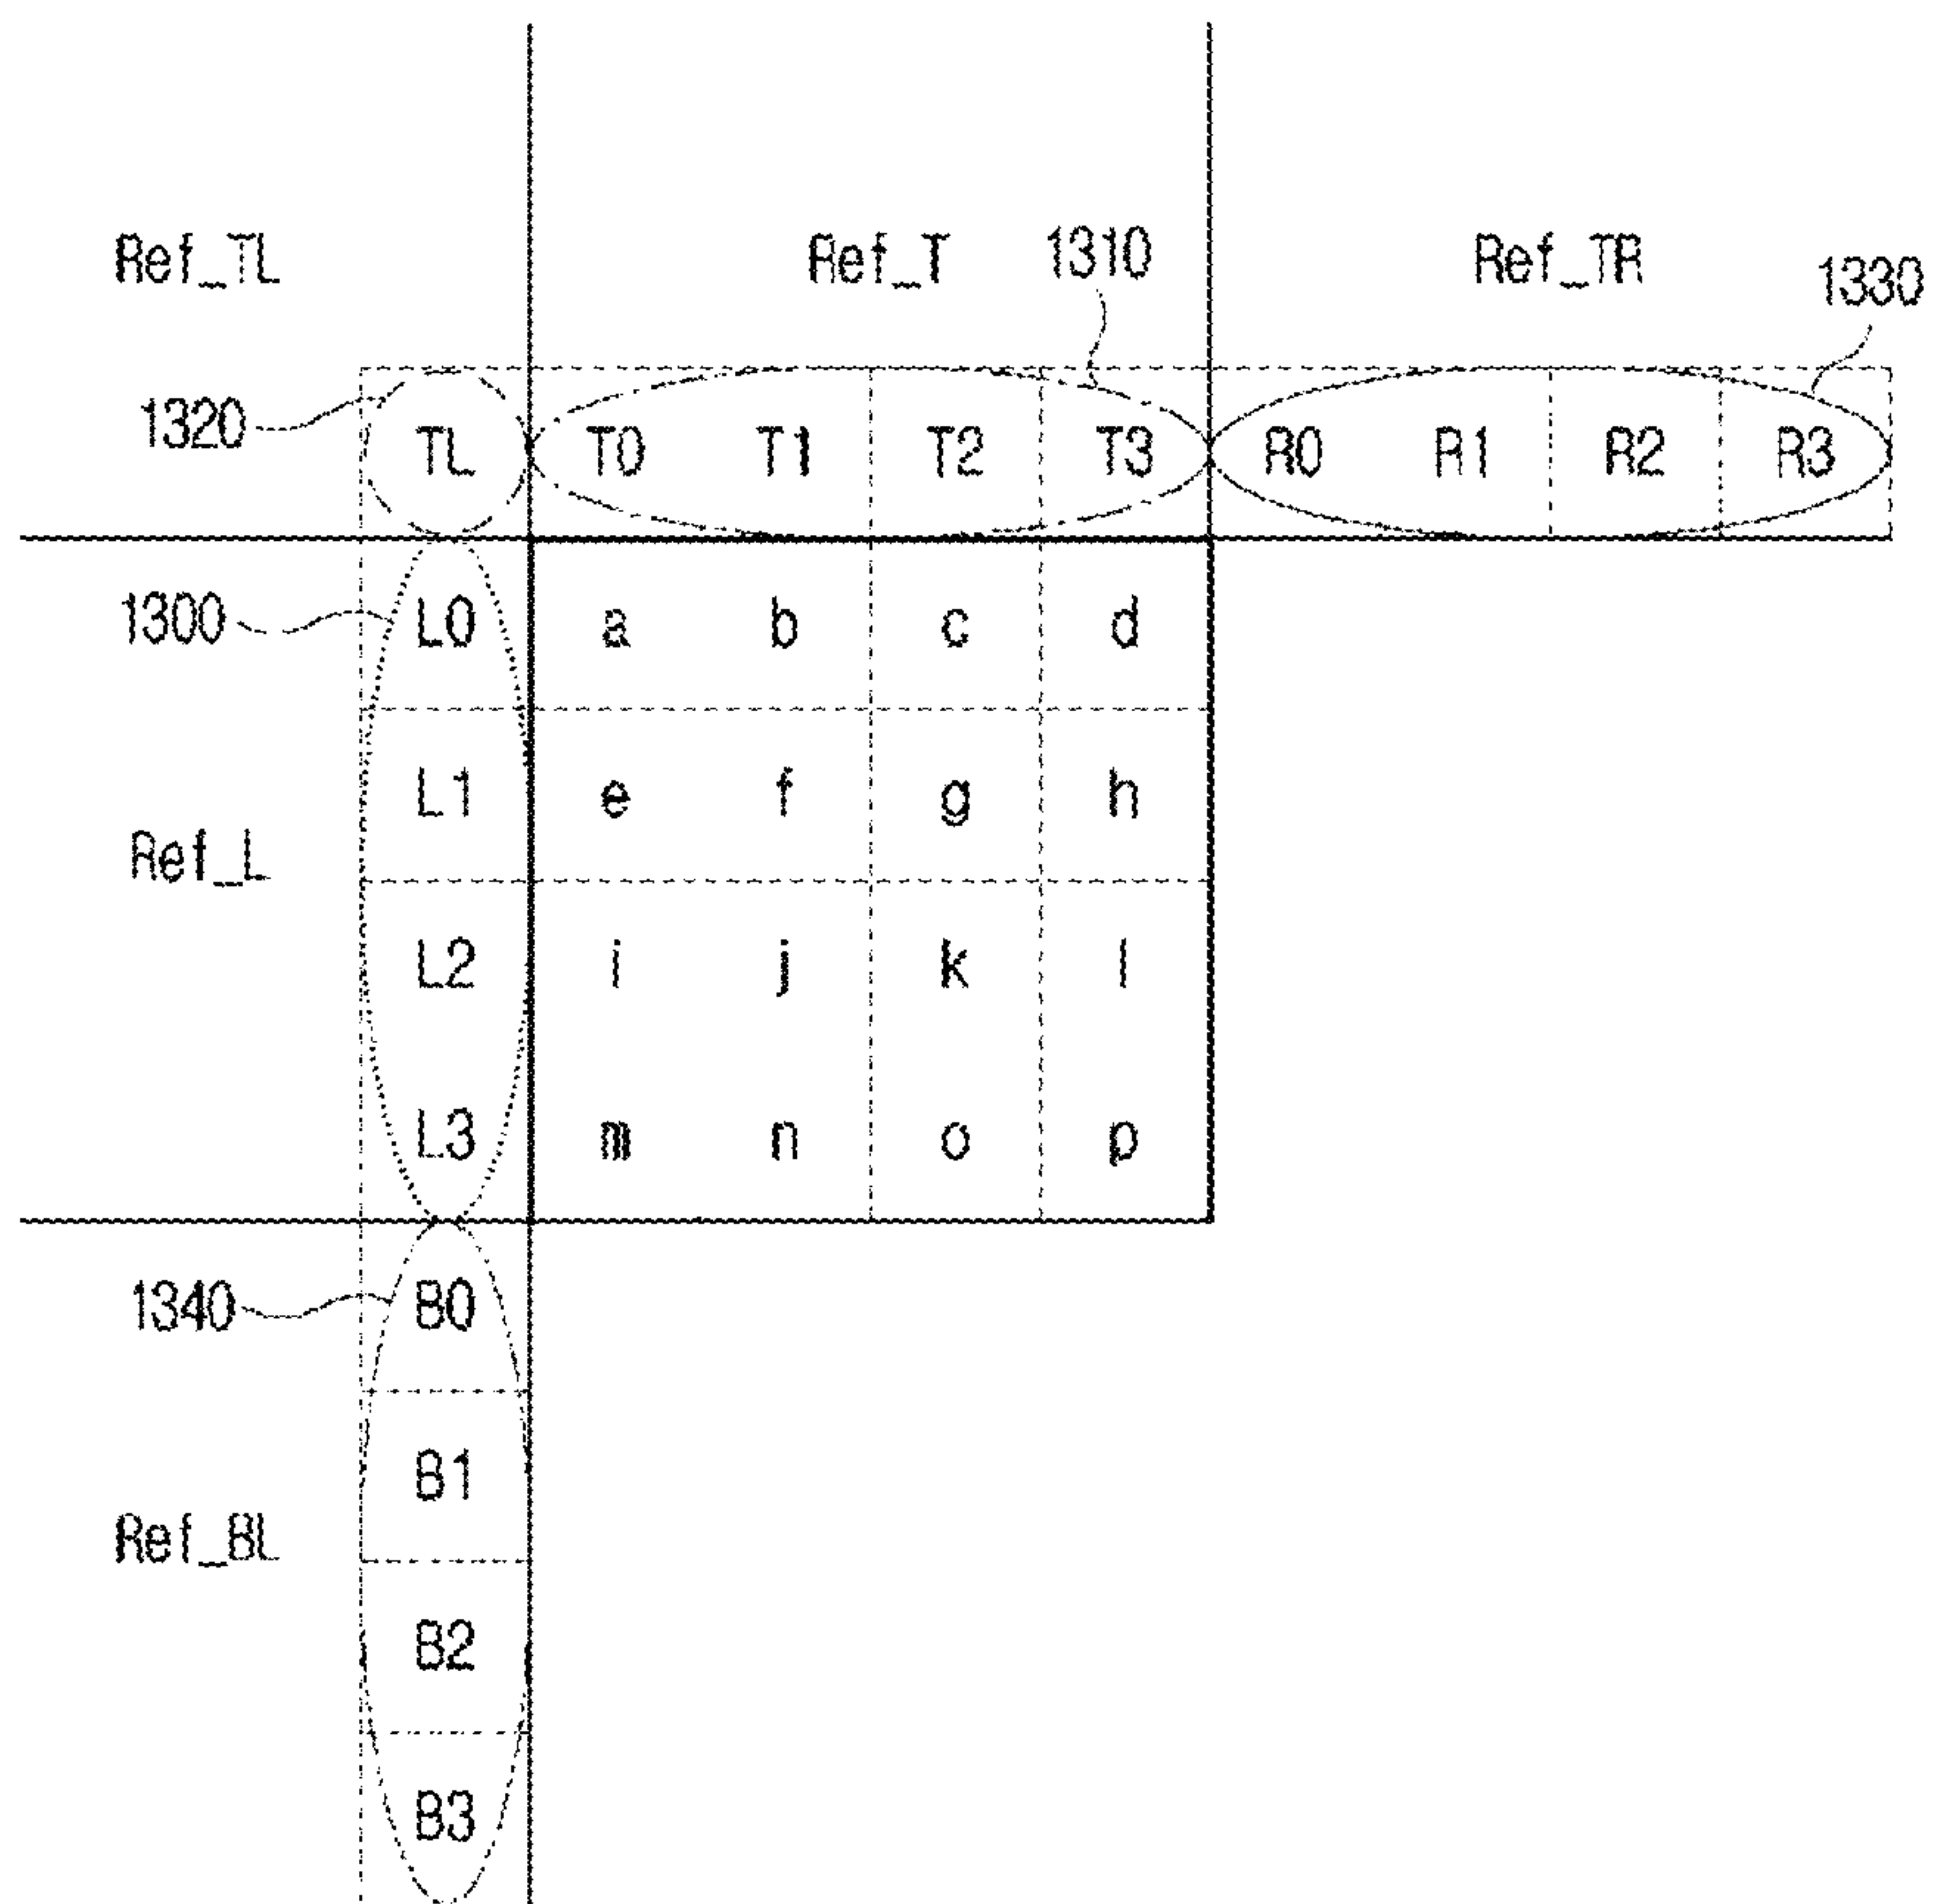 Ref_TL Ref_T 1310 Ref_TR 1330
1320 TL T0 T1 T2 T3 R0 R1 R2 R3
1300 L0 a b c d
L1 e f g h
Ref_L
L2 i j k l
L3 m n o p
1340 B0
B1
Ref_BL
B2
B3